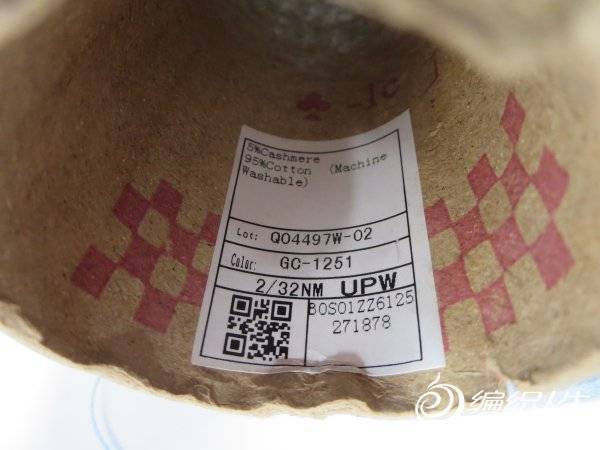 5%Cashmere
95%Cotton (Machine
Washable)
Lot: Q04497W-02
Color: GC-1251
2/32NM UPW
BOS01ZZ6125
271878
编织人生